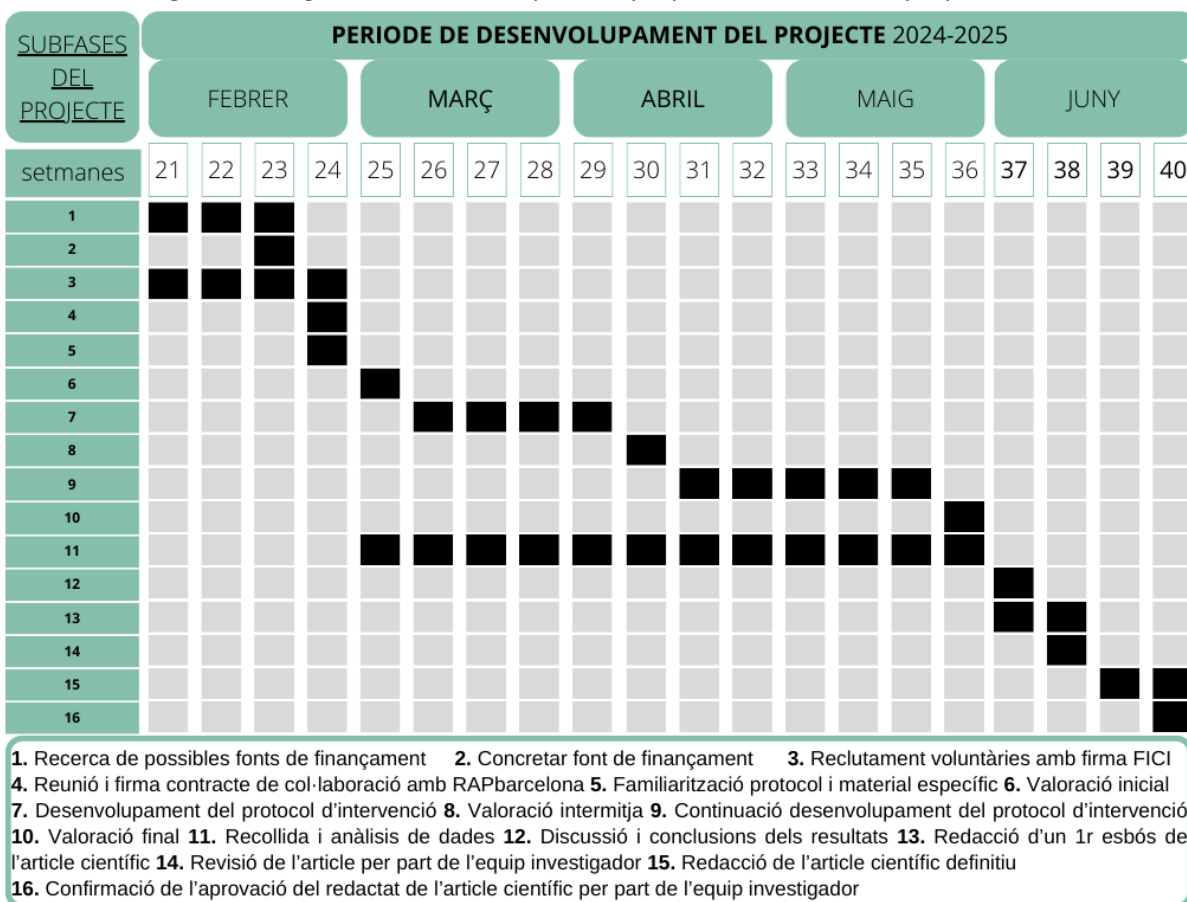 SUBFASES
DEL
PROJECTE
PERIODE DE DESENVOLUPAMENT DEL PROJECTE 2024-2025
FEBRER MARÇ ABRIL MAIG JUNY
setmanes 21 22 23 24 25 26 27 28 29 30 31 32 33 34 35 36 37 38 39 40
1
2
3
4
5
6
7
8
9
10
11
12
13
14
15
16
1. Recerca de possibles fonts de finançament 2. Concretar font de finançament 3. Reclutament voluntàries amb firma FICI
4. Reunió i firma contracte de col·laboració amb RAPbarcelona 5. Familiarització protocol i material específic 6. Valoració inicial
7. Desenvolupament del protocol d'intervenció 8. Valoració intermitja 9. Continuació desenvolupament del protocol d'intervenció
10. Valoració final 11. Recollida i anàlisis de dades 12. Discussió i conclusions dels resultats 13. Redacció d'un 1r esbós de
l'article científic 14. Revisió de l'article per part de l'equip investigador 15. Redacció de l'article científic definitiu
16. Confirmació de l'aprovació del redactat de l'article científic per part de l'equip investigador